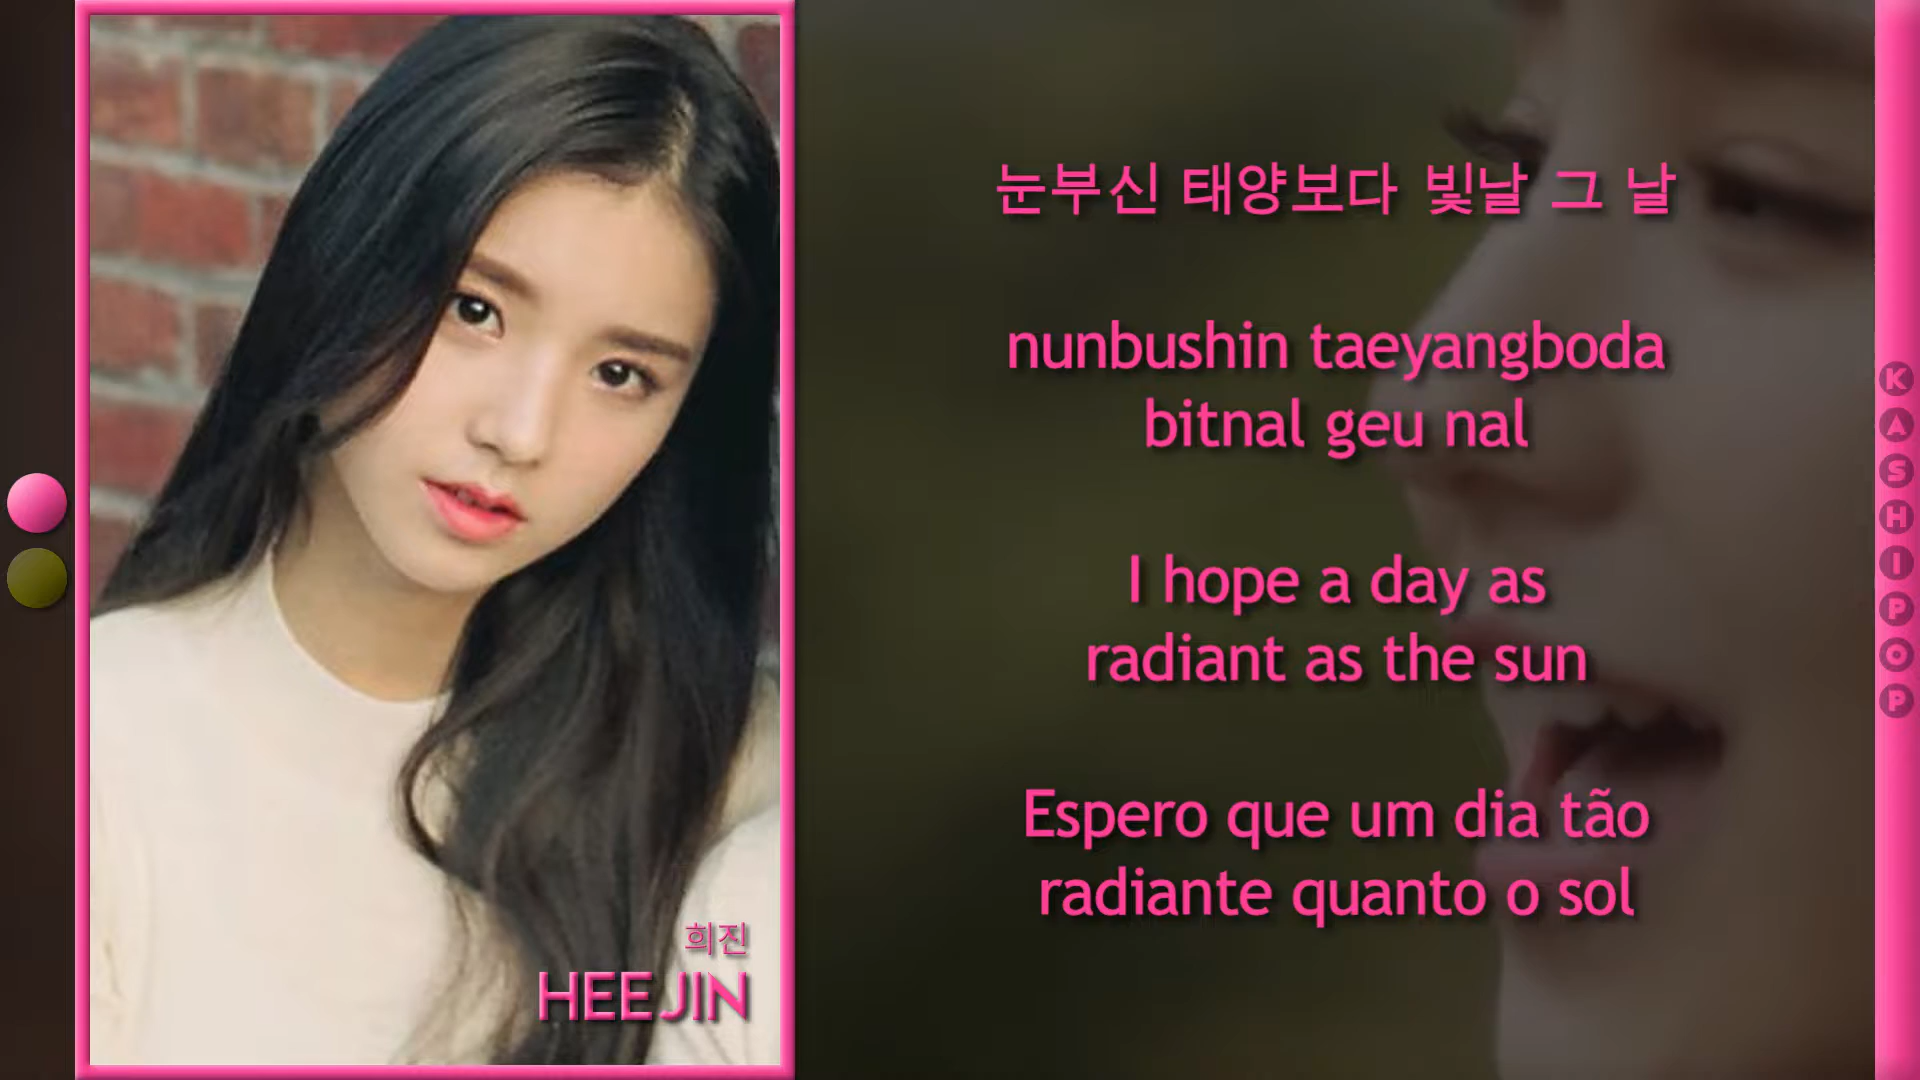 희진
HEEJIN
눈부신 태양보다 빛날 그 날
nunbushin taeyangboda
bitnal geu nal
I hope a day as
radiant as the sun
Espero que um dia tão
radiante quanto o sol
KASHIPOP